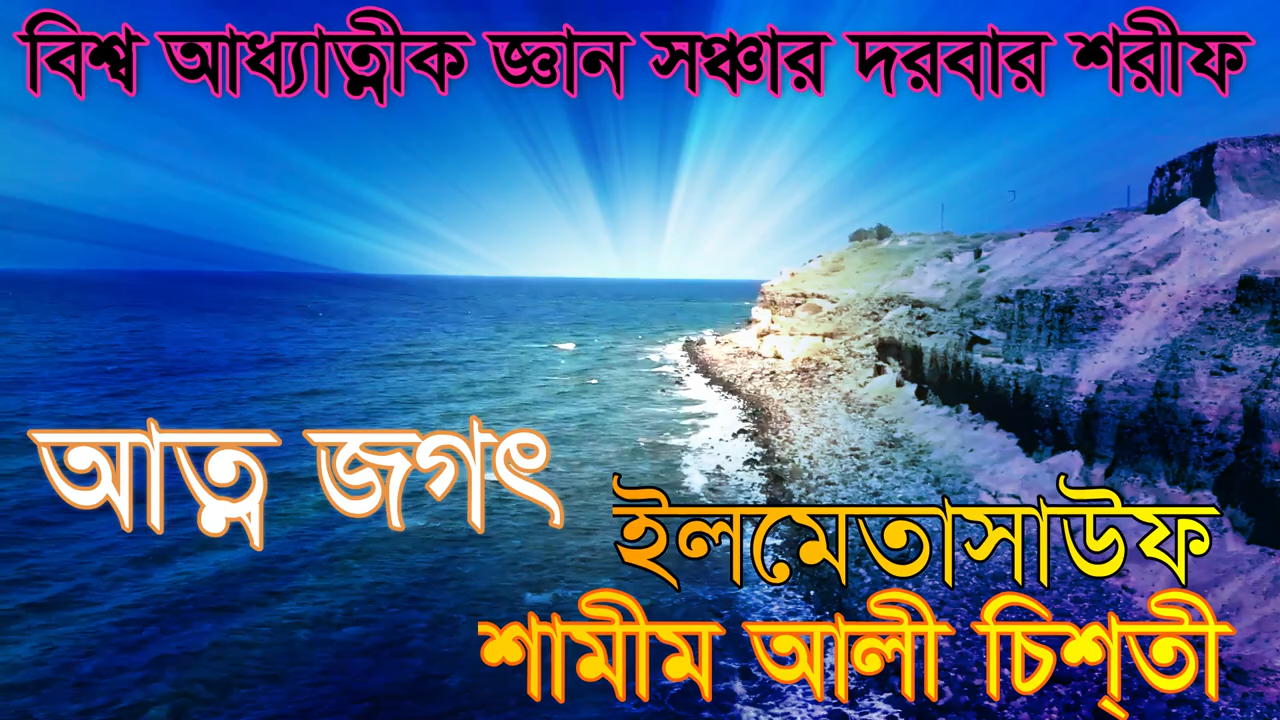 বিশ্ব আধ্যাত্নীক জ্ঞান সঞ্চার দরবার শরীফ
আত্ন জগৎ
ইলমেতাসাউফ
শামীম আলী চিশ্‌তী